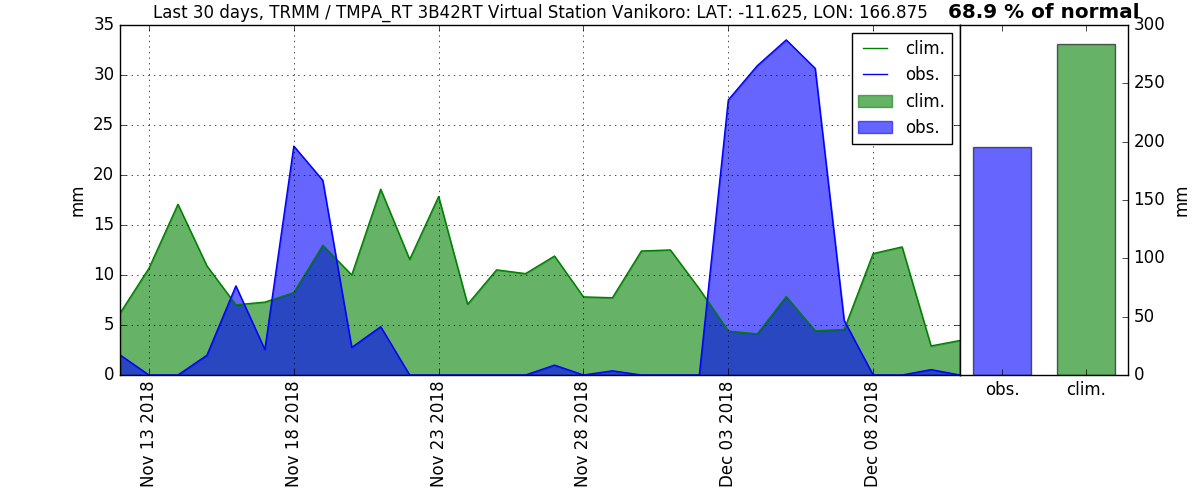 Last 30 days, TRMM / TMPA_RT 3B42RT Virtual Station Vanikoro: LAT: -11.625, LON: 166.875
68.9 % of normal
35
30
25
20
15
10
5
0
mm
clim.
obs.
clim.
obs.
Nov 13 2018
Nov 18 2018
Nov 23 2018
Nov 28 2018
Dec 03 2018
Dec 08 2018
300
250
200
150
100
50
0
mm
obs.
clim.